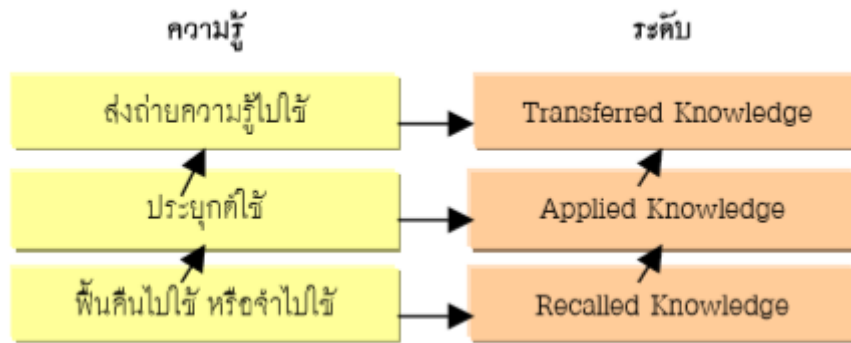 ความรู้ ระดับ
ส่งถ่ายความรู้ไปใช้ Transferred Knowledge
ประยุกต์ใช้ Applied Knowledge
ฟื้นคืนไปใช้ หรือจำไปใช้ Recalled Knowledge